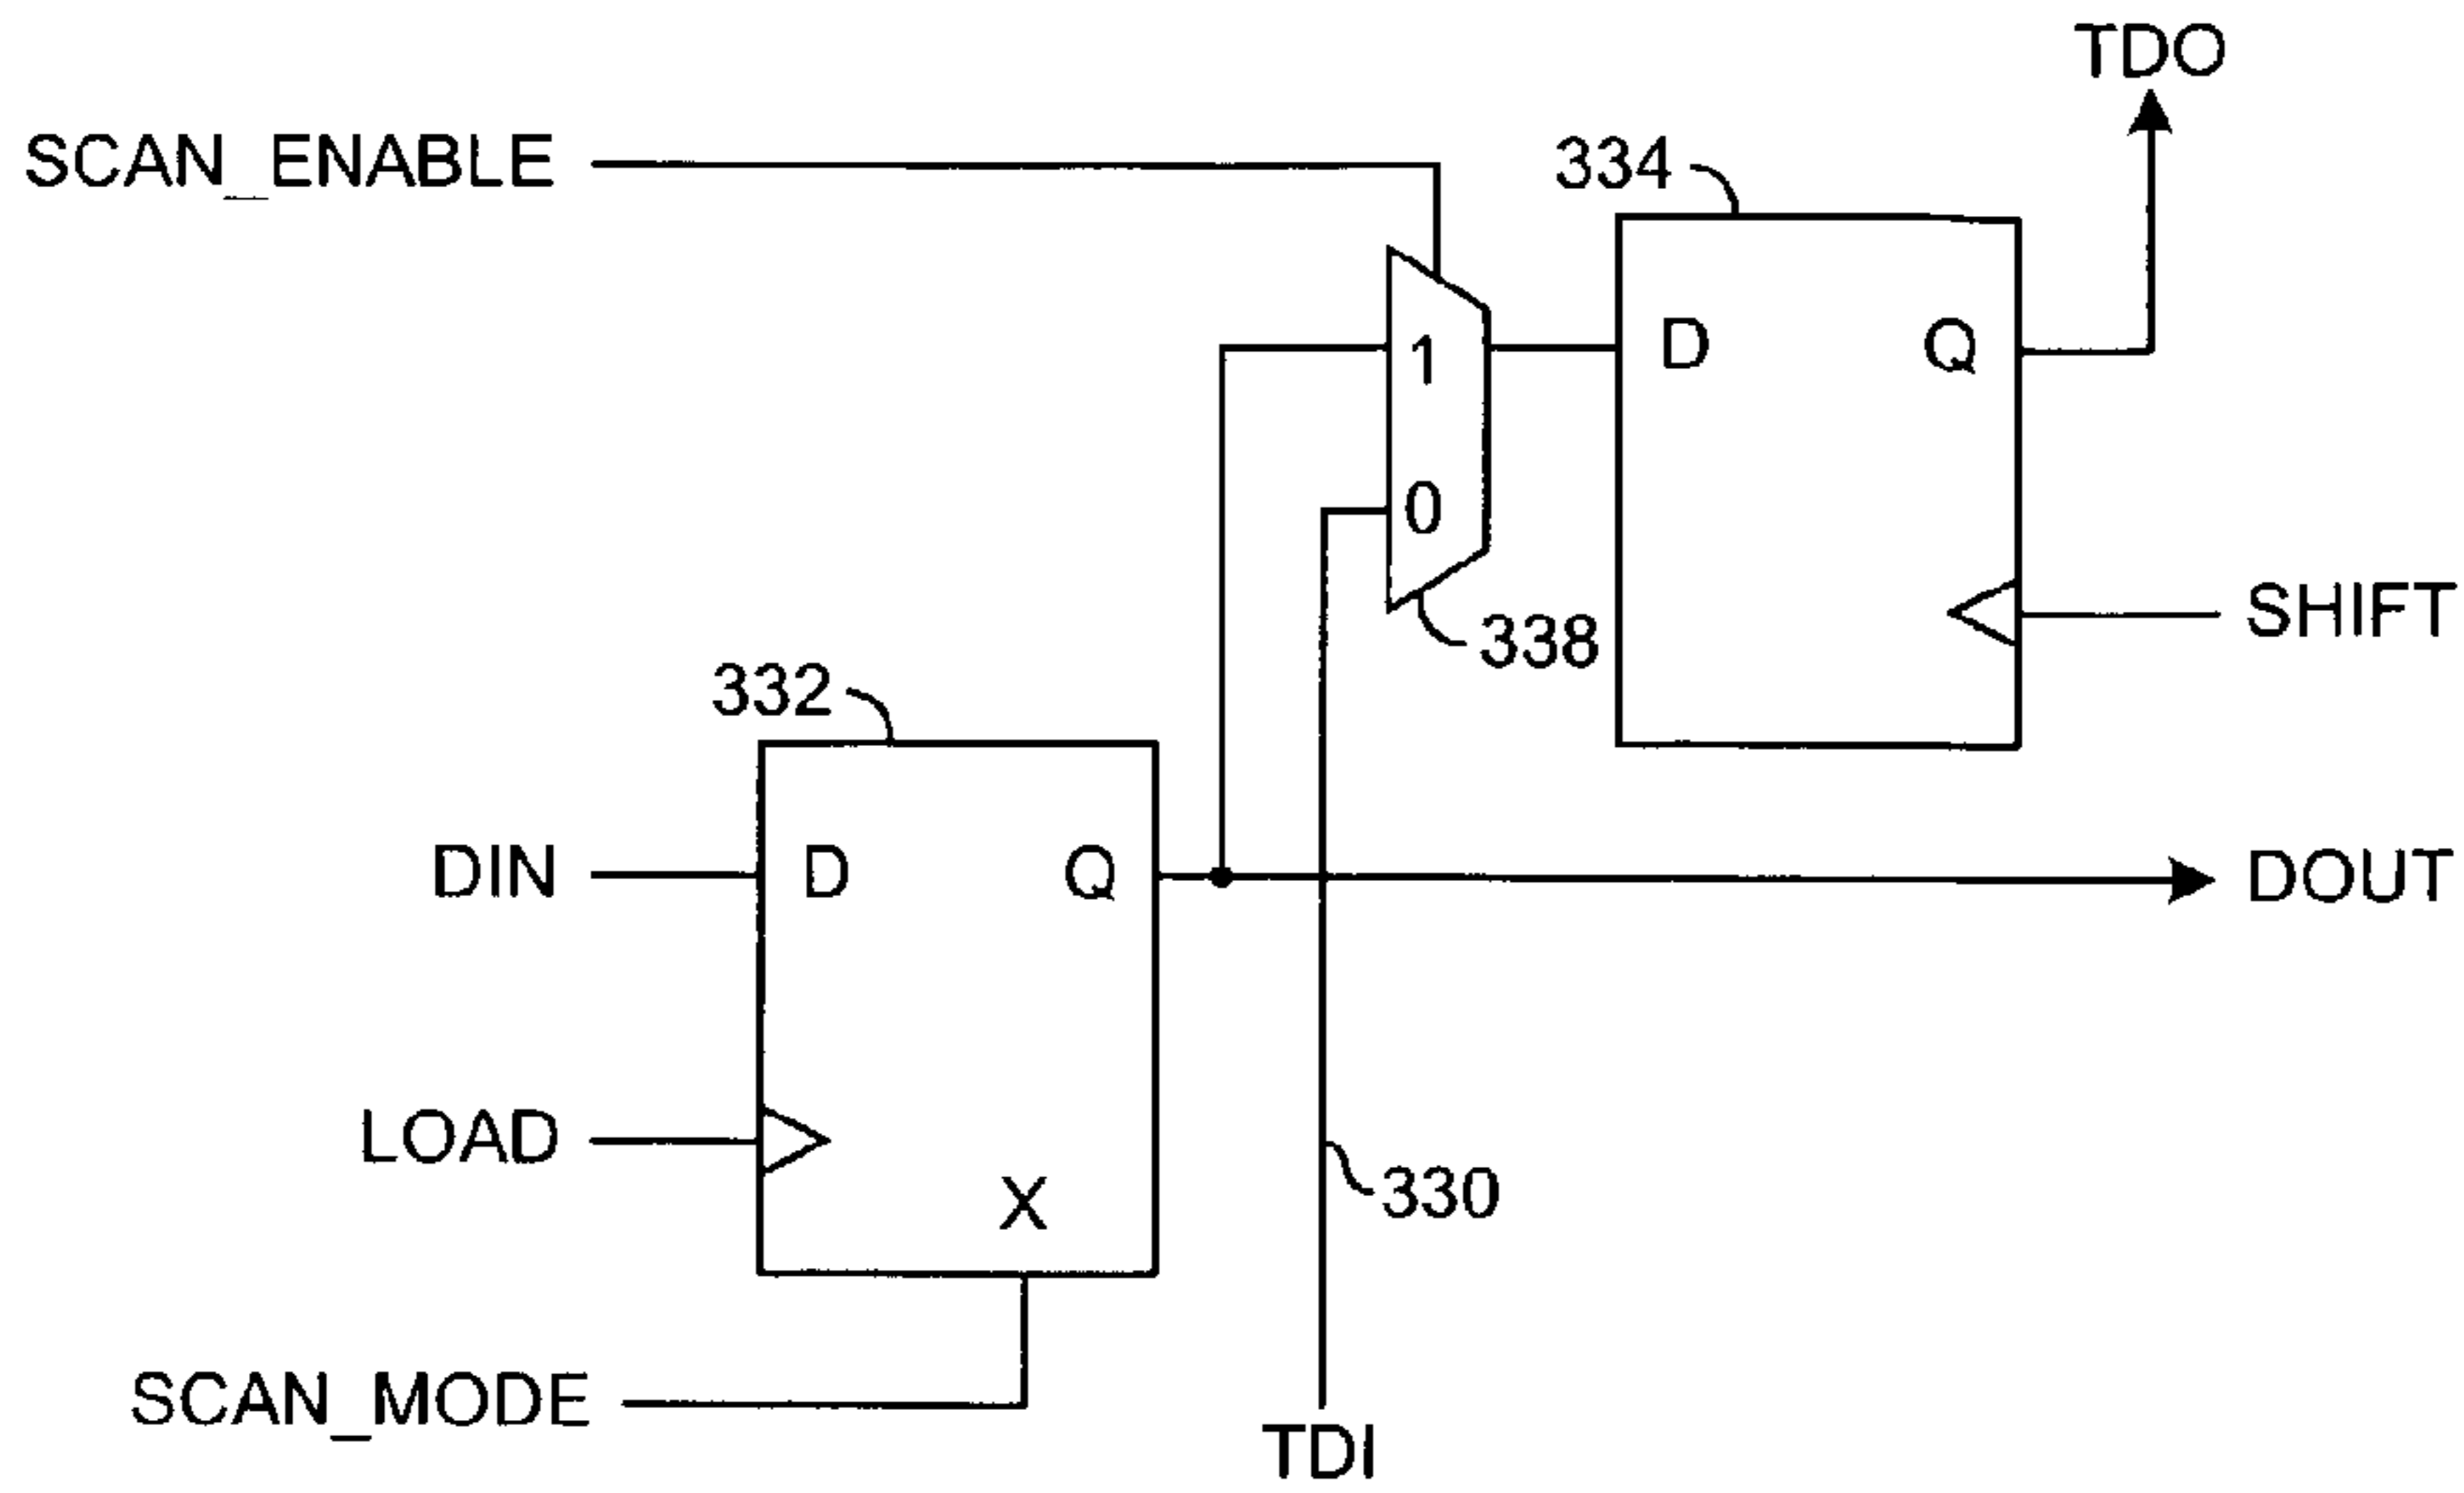 TDO
SCAN_ENABLE
334
1
D
Q
0
SHIFT
338
332
DIN
D
Q
DOUT
LOAD
X
330
SCAN_MODE
TDI